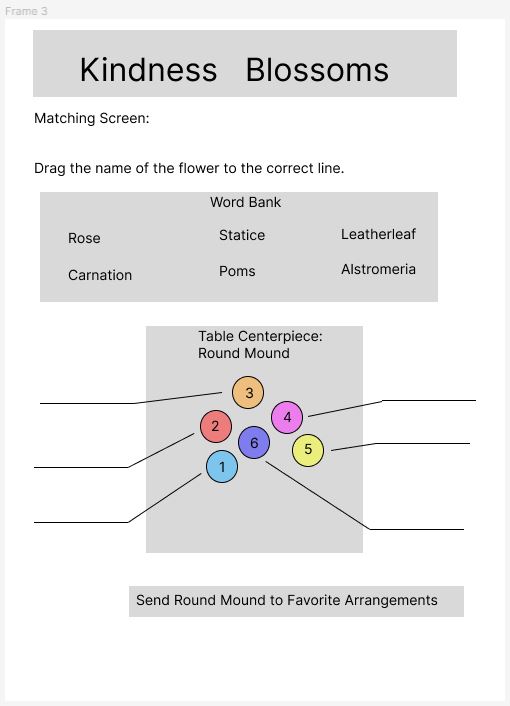 Frame 3
Kindness Blossoms
Matching Screen:
Drag the name of the flower to the correct line.
Word Bank
Rose
Statice
Leatherleaf
Carnation
Poms
Alstromeria
Table Centerpiece:
Round Mound
3
4
2
6
5
1
Send Round Mound to Favorite Arrangements